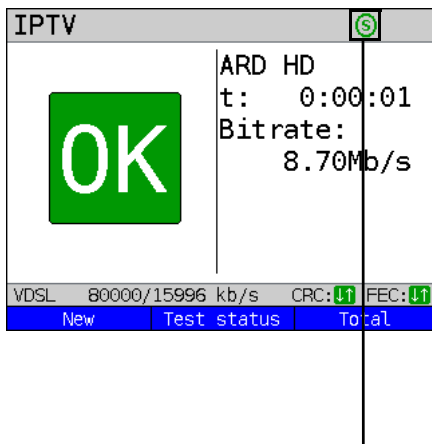 IPTV Ⓢ
ARD HD
t: 0:00:01
Bitrate:
8.70Mb/s
OK
VDSL 80000/15996 kb/s CRC:↓↑ FEC:↓↑
New Test status Total